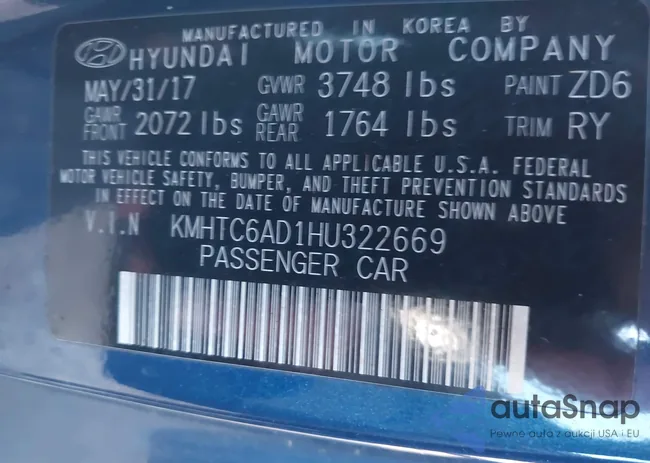 MANUFACTURED IN KOREA BY
HYUNDAI MOTOR COMPANY
MAY/31/17 GVWR 3748 lbs PAINT ZD6
GAWR FRONT 2072 lbs GAWR REAR 1764 lbs TRIM RY
THIS VEHICLE CONFORMS TO ALL APPLICABLE U.S.A. FEDERAL
MOTOR VEHICLE SAFETY, BUMPER, AND THEFT PREVENTION STANDARDS
IN EFFECT ON THE DATE OF MANUFACTURE SHOWN ABOVE
V.I.N KMHTC6AD1HU322669
PASSENGER CAR
autaSnap
Pewne auta z aukcji USA i EU